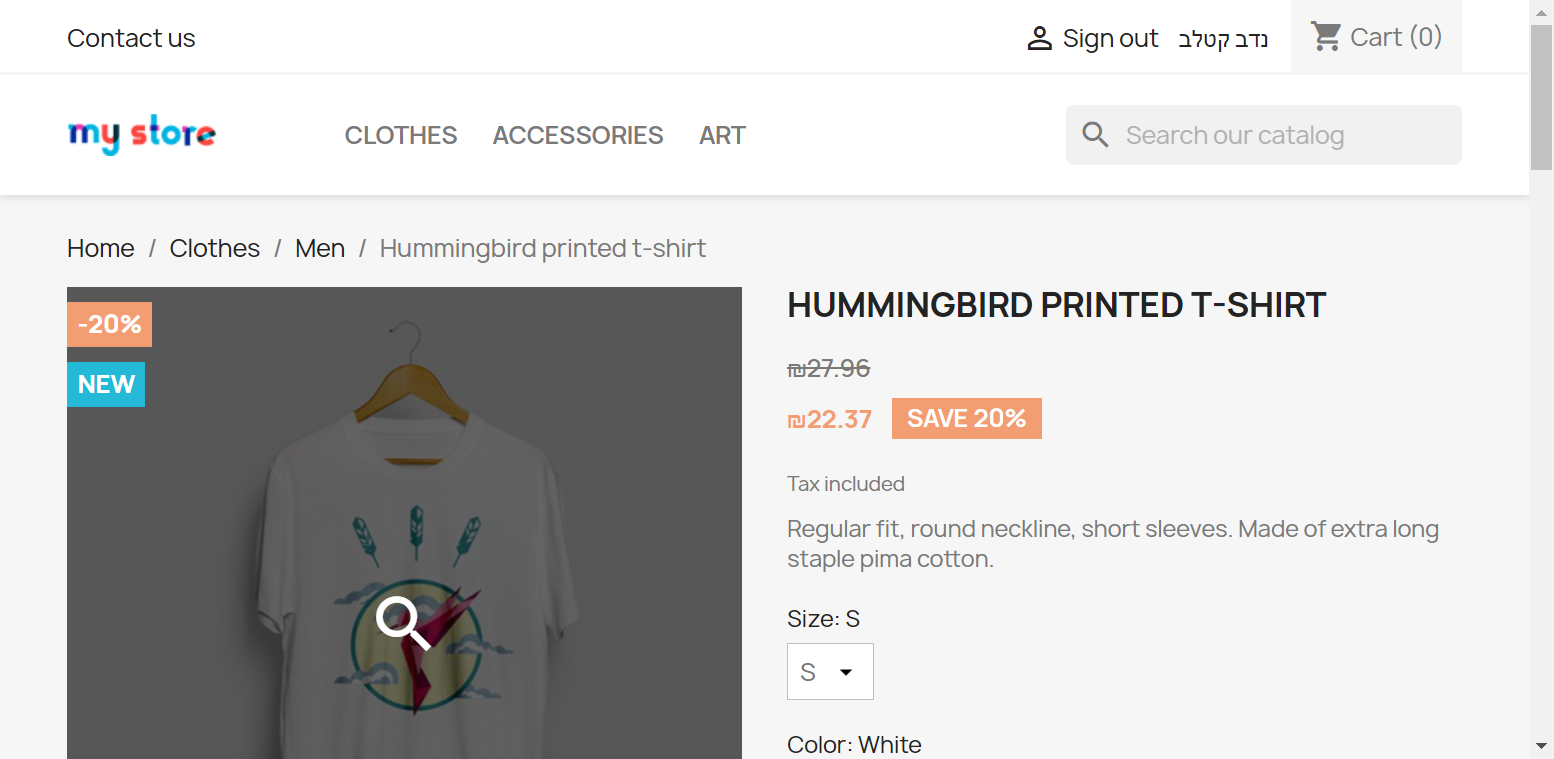 Contact us
Sign out
נדב קטלב
Cart (0)
my store
CLOTHES
ACCESSORIES
ART
Search our catalog
Home / Clothes / Men / Hummingbird printed t-shirt
-20%
NEW
HUMMINGBIRD PRINTED T-SHIRT
₪27.96
₪22.37
SAVE 20%
Tax included
Regular fit, round neckline, short sleeves. Made of extra long
staple pima cotton.
Size: S
S
Color: White